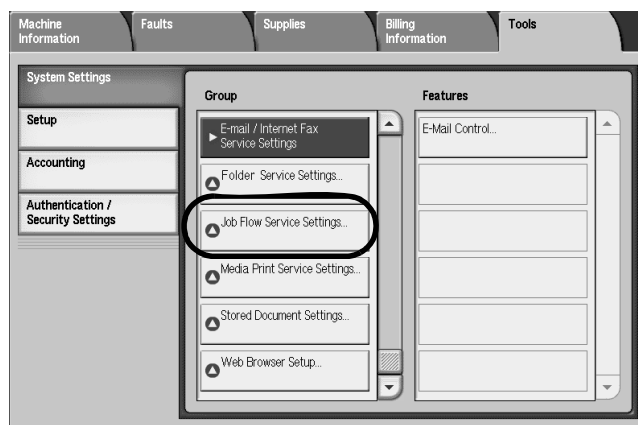 Machine
Information
Faults
Supplies
Billing
Information
Tools
System Settings
Setup
Accounting
Authentication /
Security Settings
Group
E-mail / Internet Fax
Service Settings
Folder Service Settings...
Job Flow Service Settings...
Media Print Service Settings...
Stored Document Settings...
Web Browser Setup...
Features
E-Mail Control...